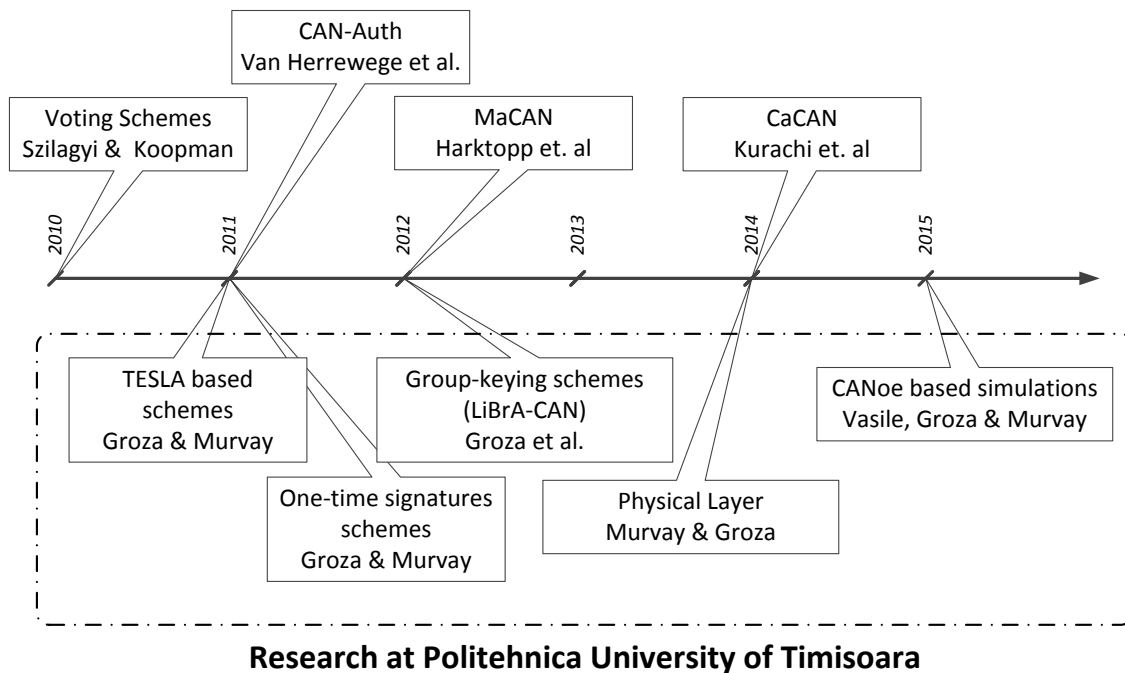 CAN-Auth
Van Herrewege et al.
Voting Schemes
Szilagyi & Koopman
MaCAN
Harktopp et. al
CaCAN
Kurachi et. al
2010
2011
2012
2013
2014
2015
TESLA based
schemes
Groza & Murvay
Group-keying schemes
(LiBrA-CAN)
Groza et al.
CANoe based simulations
Vasile, Groza & Murvay
One-time signatures
schemes
Groza & Murvay
Physical Layer
Murvay & Groza
Research at Politehnica University of Timisoara